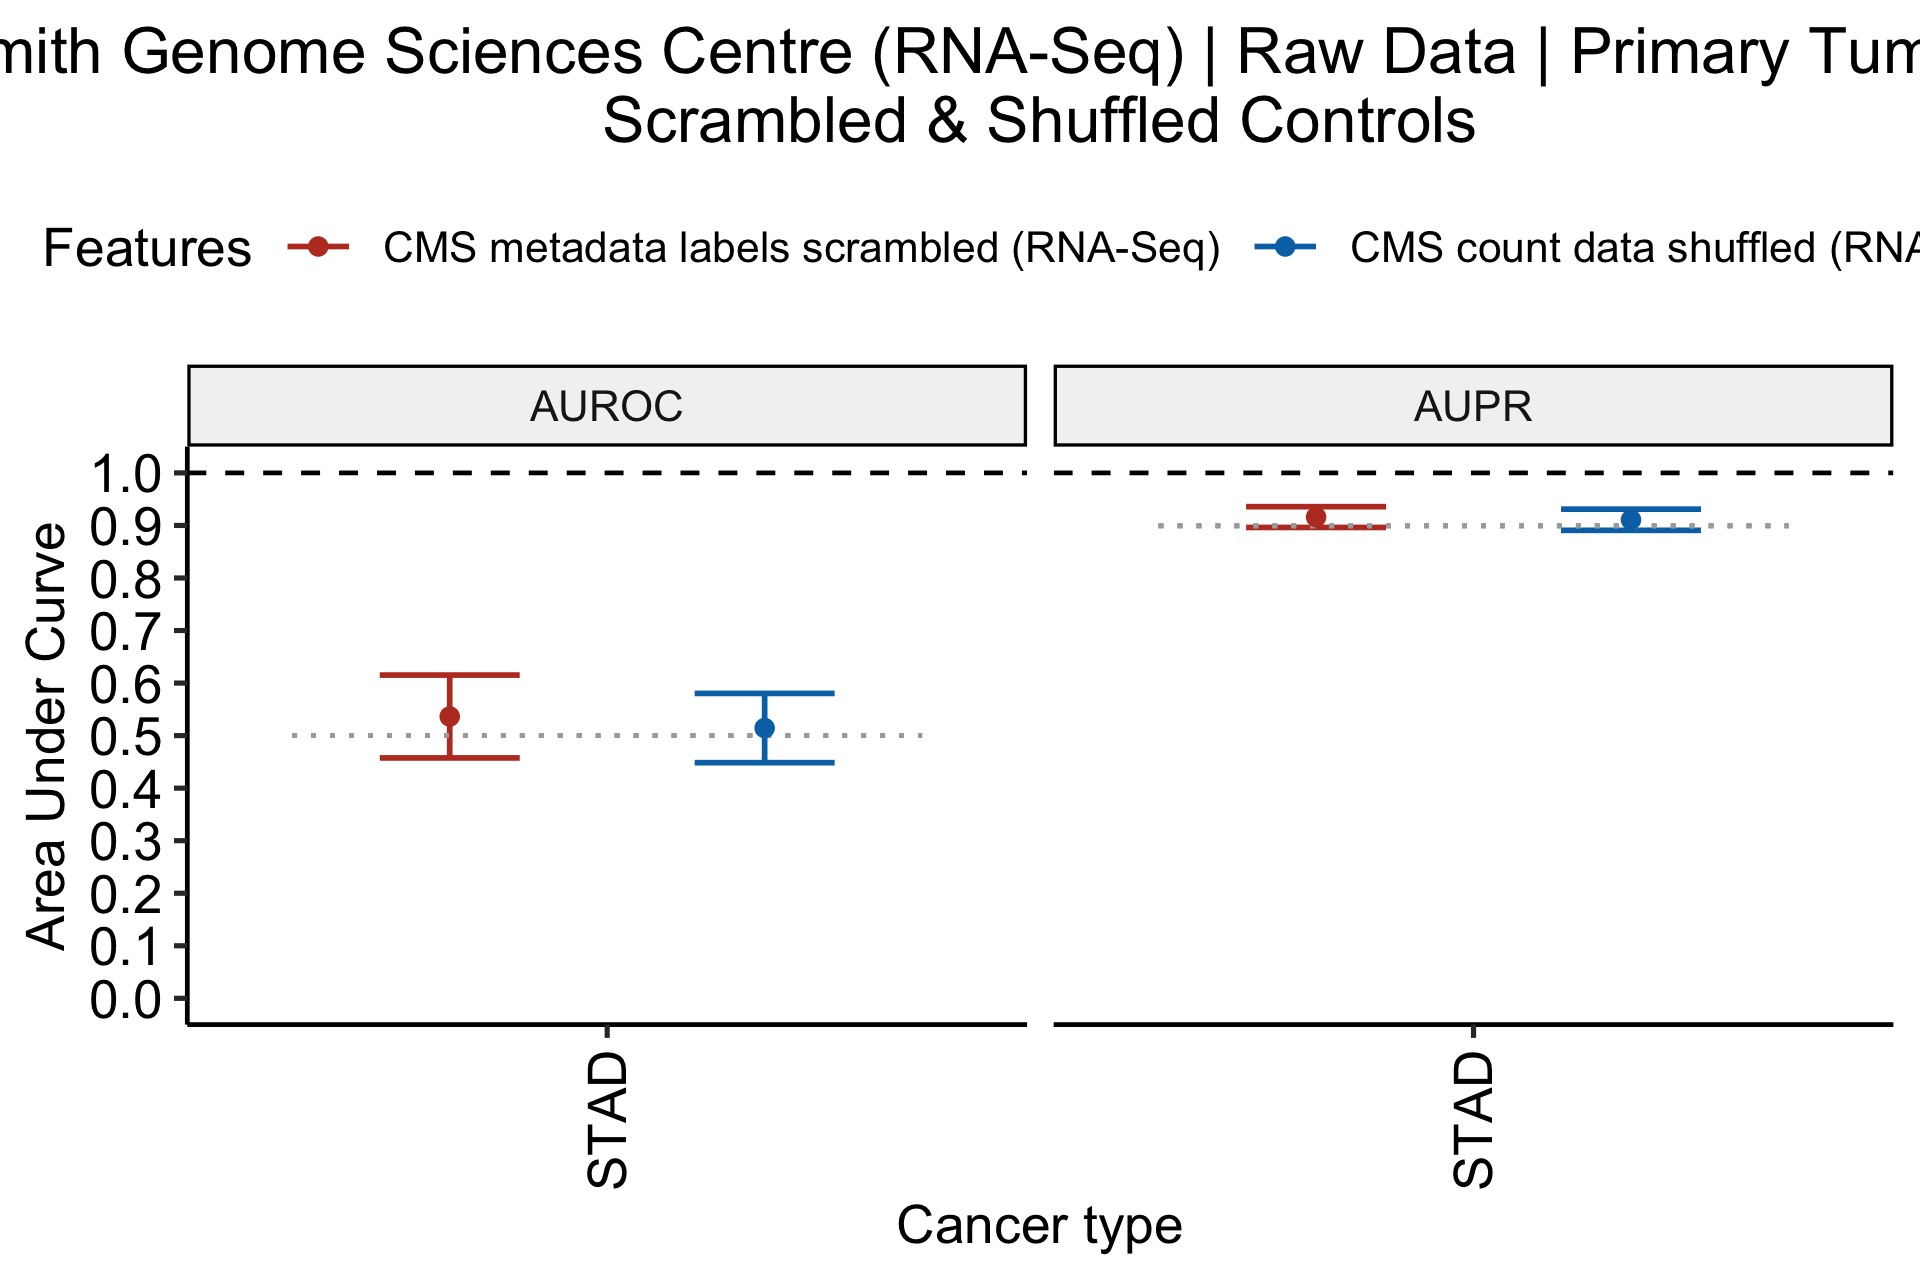 mith Genome Sciences Centre (RNA-Seq) | Raw Data | Primary Tum
Scrambled & Shuffled Controls
Features CMS metadata labels scrambled (RNA-Seq) CMS count data shuffled (RNA
AUROC AUPR
Area Under Curve
1.0
0.9
0.8
0.7
0.6
0.5
0.4
0.3
0.2
0.1
0.0
STAD STAD
Cancer type